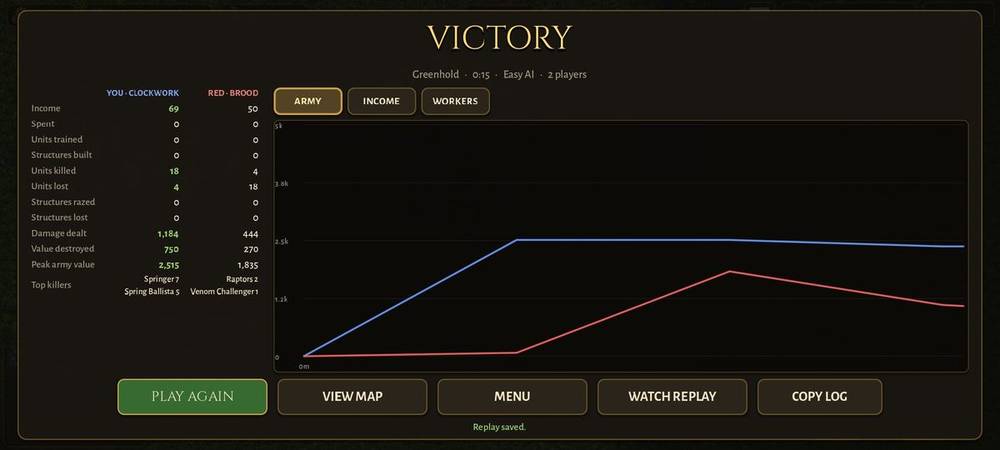 VICTORY
Greenhold · 0:15 · Easy AI · 2 players
YOU · CLOCKWORK RED · BROOD
Income 69 50
Spent 0 0
Units trained 0 0
Structures built 0 0
Units killed 18 4
Units lost 4 18
Structures razed 0 0
Structures lost 0 0
Damage dealt 1,184 444
Value destroyed 750 270
Peak army value 2,515 1,835
Top killers Springer 7 Raptors 2
Spring Ballista 5 Venom Challenger 1
ARMY INCOME WORKERS
5k
3.8k
2.5k
1.2k
0
0m
PLAY AGAIN VIEW MAP MENU WATCH REPLAY COPY LOG
Replay saved.